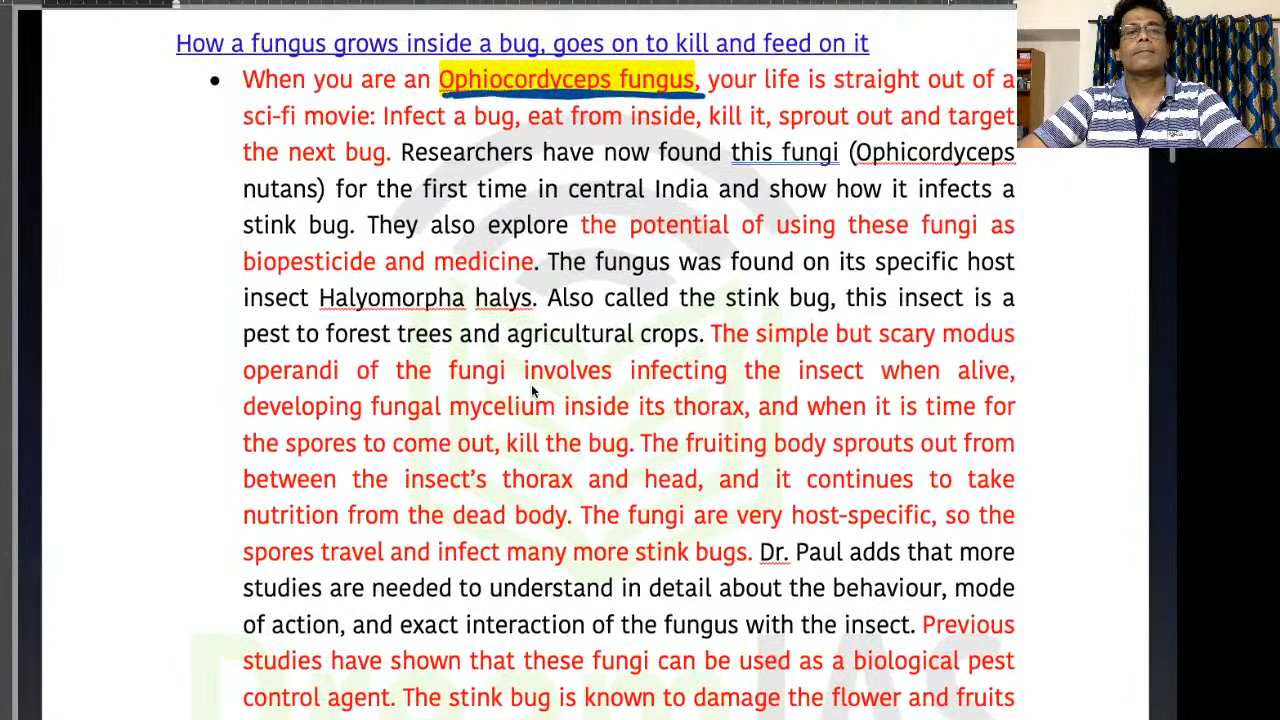 How a fungus grows inside a bug, goes on to kill and feed on it
● When you are an Ophiocordyceps fungus, your life is straight out of a
sci-fi movie: Infect a bug, eat from inside, kill it, sprout out and target
the next bug. Researchers have now found this fungi (Ophicordyceps
nutans) for the first time in central India and show how it infects a
stink bug. They also explore the potential of using these fungi as
biopesticide and medicine. The fungus was found on its specific host
insect Halyomorpha halys. Also called the stink bug, this insect is a
pest to forest trees and agricultural crops. The simple but scary modus
operandi of the fungi involves infecting the insect when alive,
developing fungal mycelium inside its thorax, and when it is time for
the spores to come out, kill the bug. The fruiting body sprouts out from
between the insect’s thorax and head, and it continues to take
nutrition from the dead body. The fungi are very host-specific, so the
spores travel and infect many more stink bugs. Dr. Paul adds that more
studies are needed to understand in detail about the behaviour, mode
of action, and exact interaction of the fungus with the insect. Previous
studies have shown that these fungi can be used as a biological pest
control agent. The stink bug is known to damage the flower and fruits